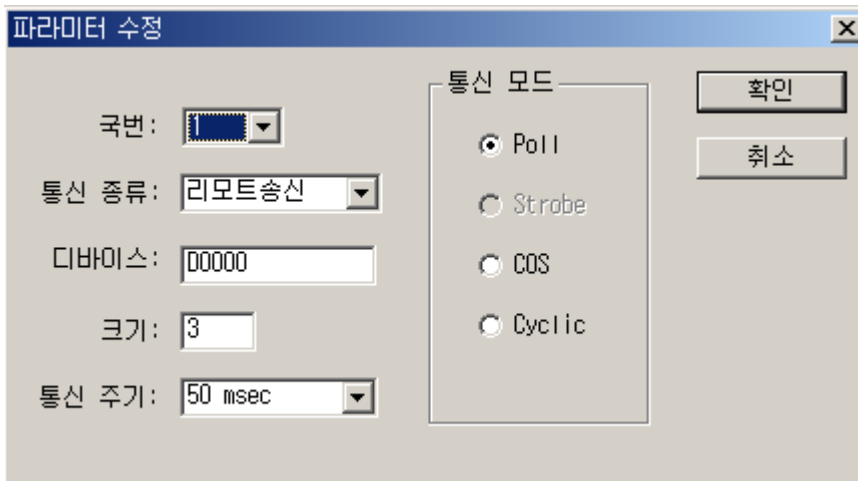 파라미터 수정
국번: 1
통신 종류: 리모트송신
디바이스: D0000
크기: 3
통신 주기: 50 msec
통신 모드
Poll
Strobe
COS
Cyclic
확인
취소